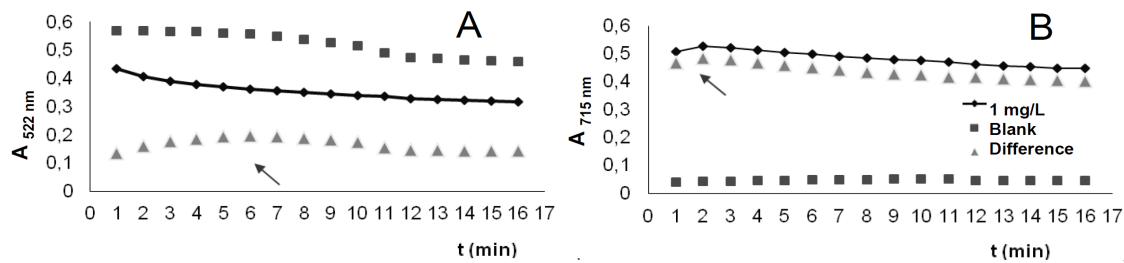 A
0,6
0,5
0,4
0,3
0,2
0,1
0
A 522 nm
0 1 2 3 4 5 6 7 8 9 10 11 12 13 14 15 16 17
t (min)
B
0,6
0,5
0,4
0,3
0,2
0,1
0
A 715 nm
1 mg/L
Blank
Difference
0 1 2 3 4 5 6 7 8 9 10 11 12 13 14 15 16 17
t (min)